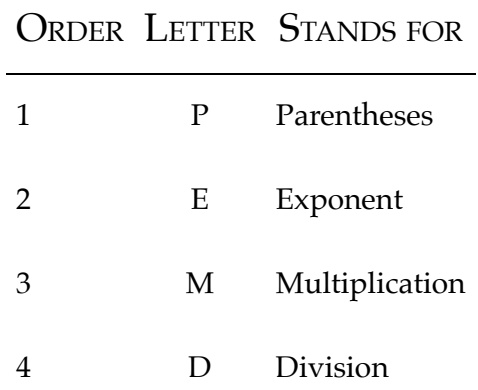 ORDER LETTER STANDS FOR
1 P Parentheses
2 E Exponent
3 M Multiplication
4 D Division